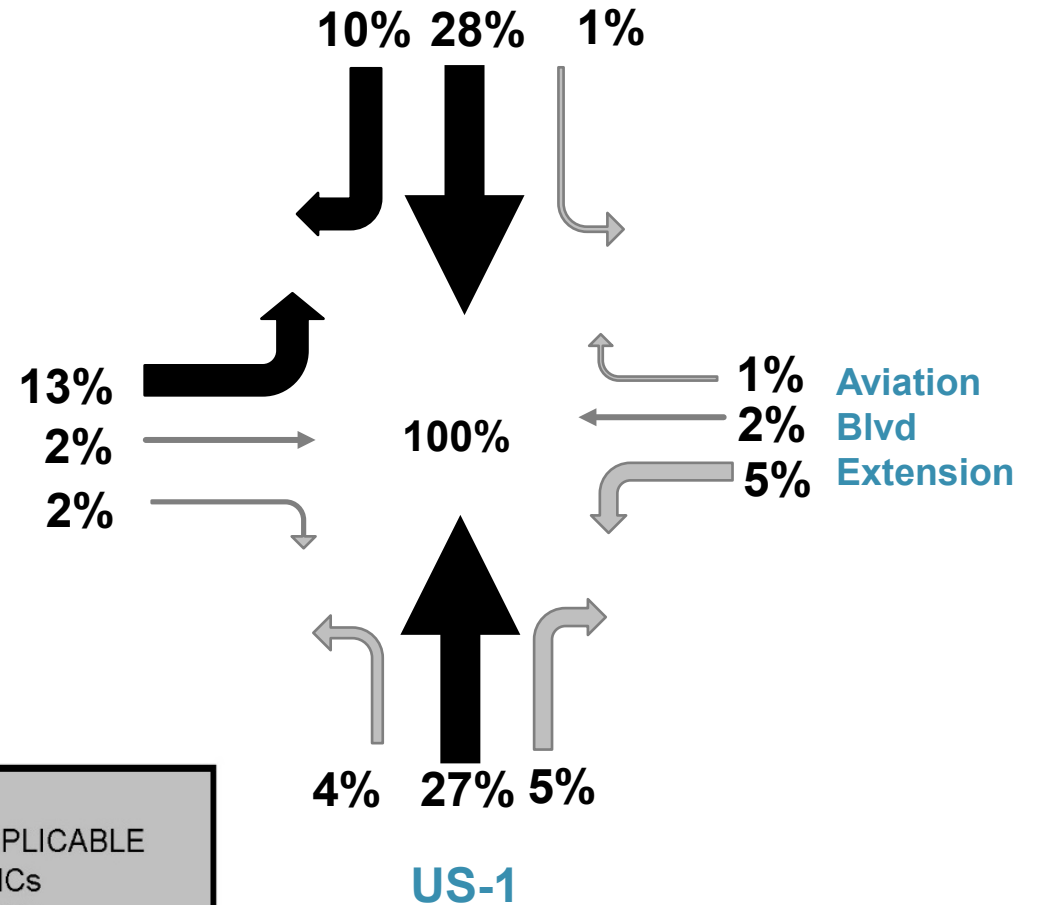 10% 28% 1%
13%
2%
2%
100%
1%
2%
5%
Aviation
Blvd
Extension
4% 27% 5%
US-1